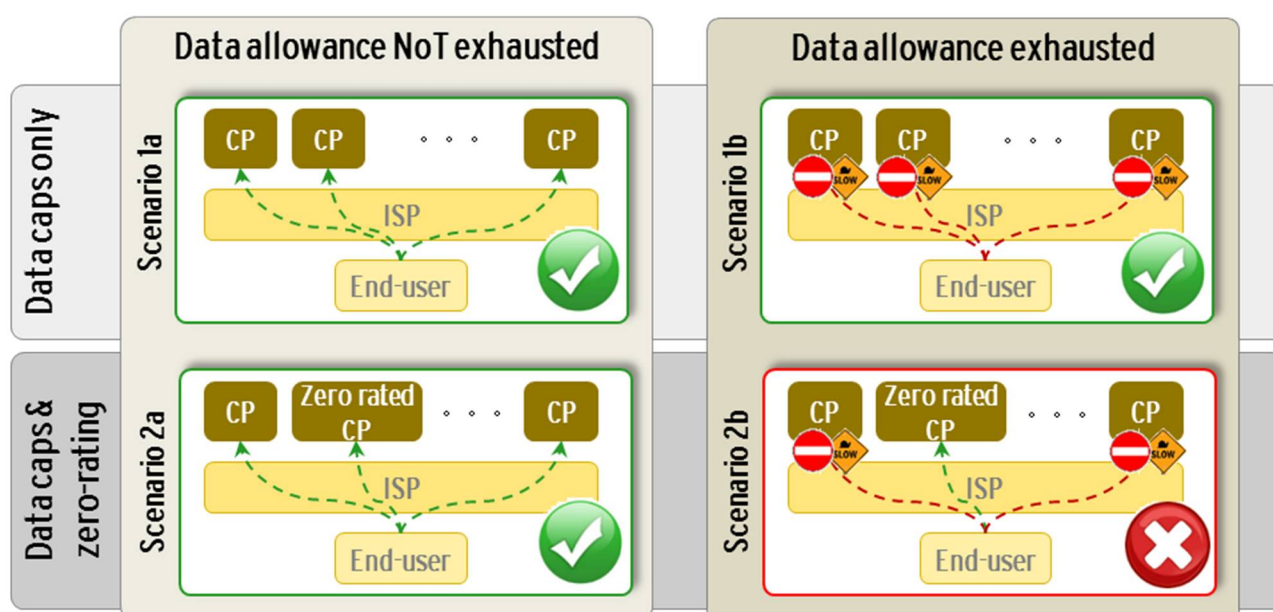 Data allowance NoT exhausted
Data allowance exhausted
Data caps only
Scenario 1a
CP CP CP
ISP
End-user
Scenario 1b
CP CP CP
SLOW SLOW SLOW
ISP
End-user
Data caps &
zero-rating
Scenario 2a
CP Zero rated CP
CP
ISP
End-user
Scenario 2b
CP Zero rated CP
CP
SLOW SLOW
ISP
End-user